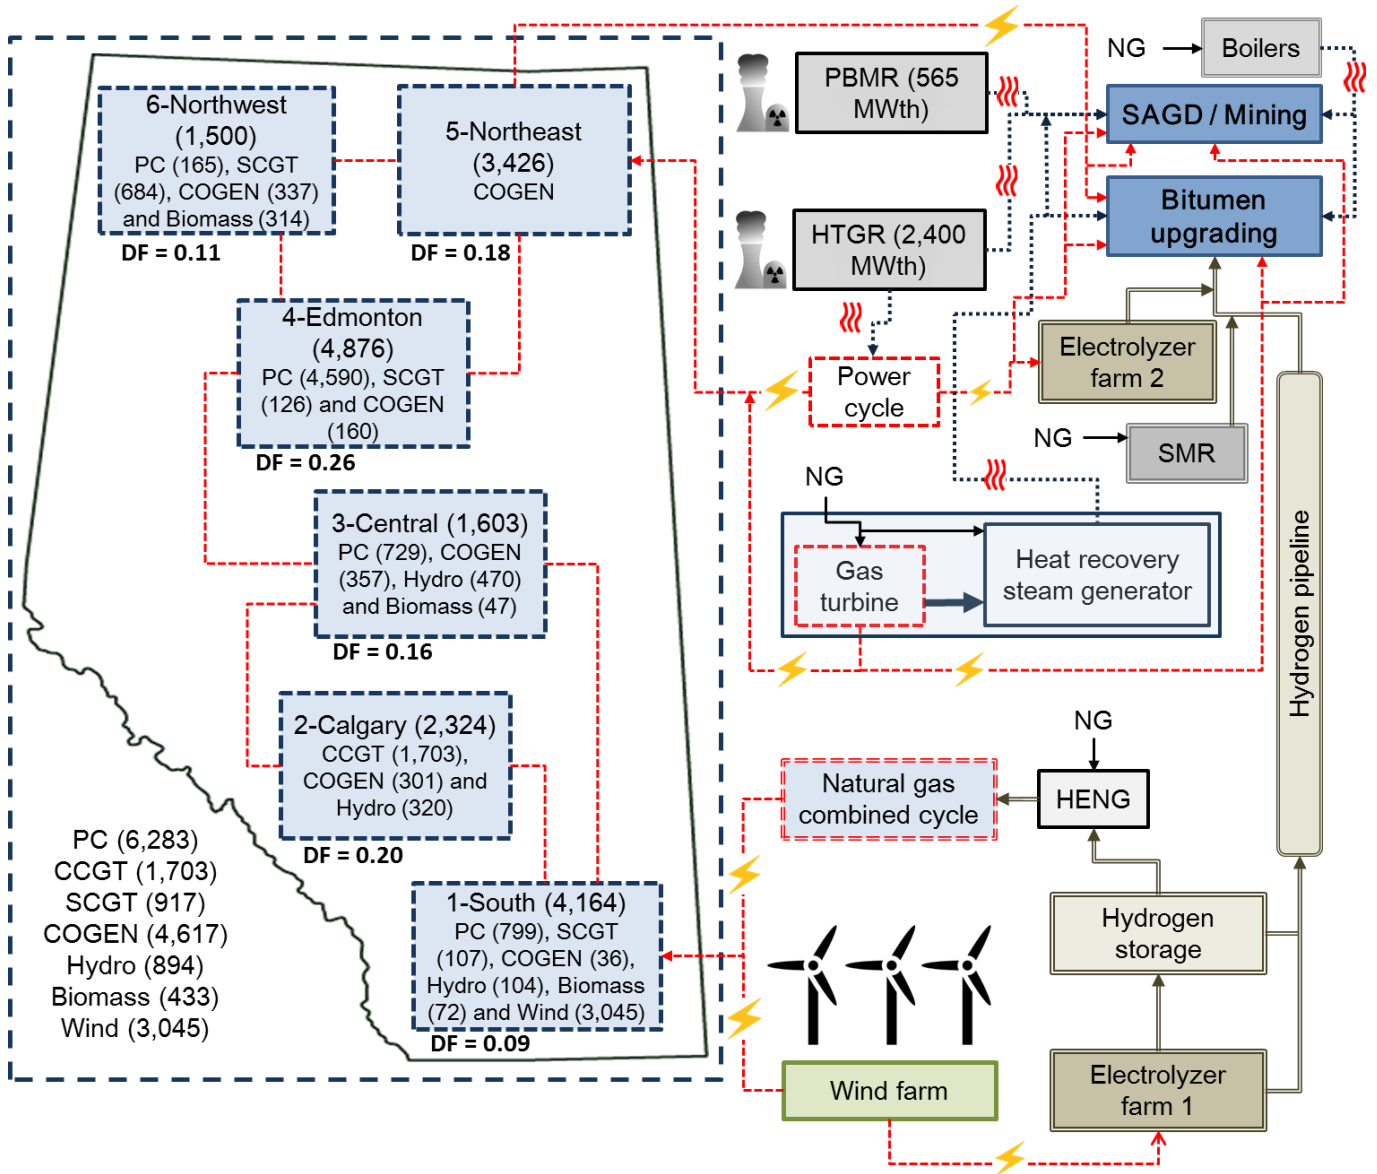 6-Northwest
(1,500)
PC (165), SCGT
(684), COGEN (337)
and Biomass (314)
DF = 0.11
5-Northeast
(3,426)
COGEN
DF = 0.18
4-Edmonton
(4,876)
PC (4,590), SCGT
(126) and COGEN
(160)
DF = 0.26
3-Central (1,603)
PC (729), COGEN
(357), Hydro (470)
and Biomass (47)
DF = 0.16
2-Calgary (2,324)
CCGT (1,703),
COGEN (301) and
Hydro (320)
DF = 0.20
1-South (4,164)
PC (799), SCGT
(107), COGEN (36),
Hydro (104), Biomass
(72) and Wind (3,045)
DF = 0.09
PC (6,283)
CCGT (1,703)
SCGT (917)
COGEN (4,617)
Hydro (894)
Biomass (433)
Wind (3,045)
PBMR (565
MWth)
HTGR (2,400
MWth)
NG
Boilers
SAGD / Mining
Bitumen
upgrading
Power
cycle
Electrolyzer
farm 2
NG
SMR
NG
Gas
turbine
Heat recovery
steam generator
Hydrogen pipeline
NG
HENG
Natural gas
combined cycle
Hydrogen
storage
Wind farm
Electrolyzer
farm 1